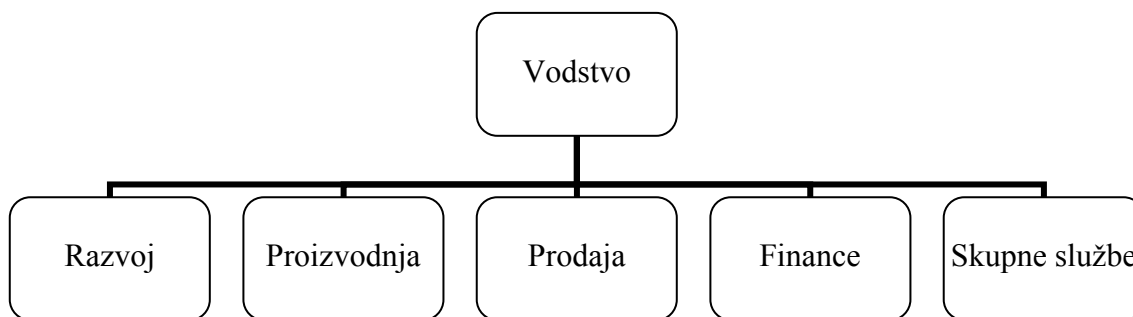 Vodstvo
Razvoj
Proizvodnja
Prodaja
Finance
Skupne službe